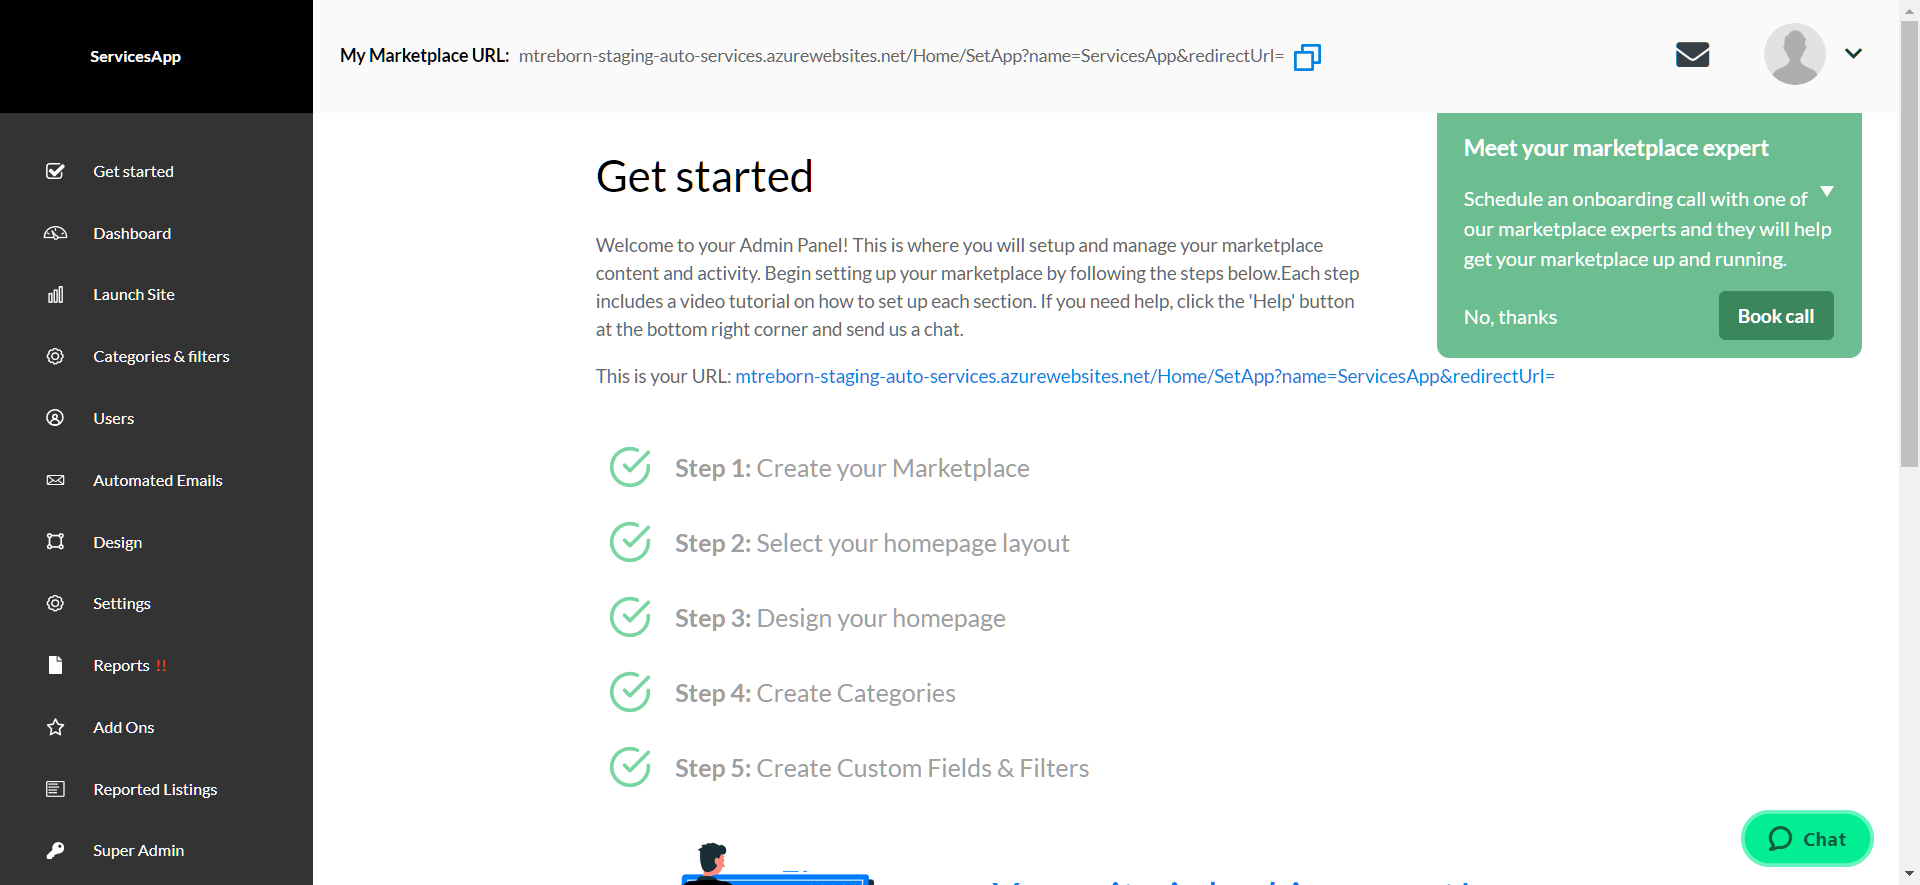 ServicesApp
My Marketplace URL: mtreborn-staging-auto-services.azurewebsites.net/Home/SetApp?name=ServicesApp&redirectUrl=
Get started
Dashboard
Launch Site
Categories & filters
Users
Automated Emails
Design
Settings
Reports !!
Add Ons
Reported Listings
Super Admin
Get started
Welcome to your Admin Panel! This is where you will setup and manage your marketplace
content and activity. Begin setting up your marketplace by following the steps below.Each step
includes a video tutorial on how to set up each section. If you need help, click the 'Help' button
at the bottom right corner and send us a chat.
This is your URL: mtreborn-staging-auto-services.azurewebsites.net/Home/SetApp?name=ServicesApp&redirectUrl=
Step 1: Create your Marketplace
Step 2: Select your homepage layout
Step 3: Design your homepage
Step 4: Create Categories
Step 5: Create Custom Fields & Filters
Meet your marketplace expert
Schedule an onboarding call with one of
our marketplace experts and they will help
get your marketplace up and running.
No, thanks
Book call
Chat